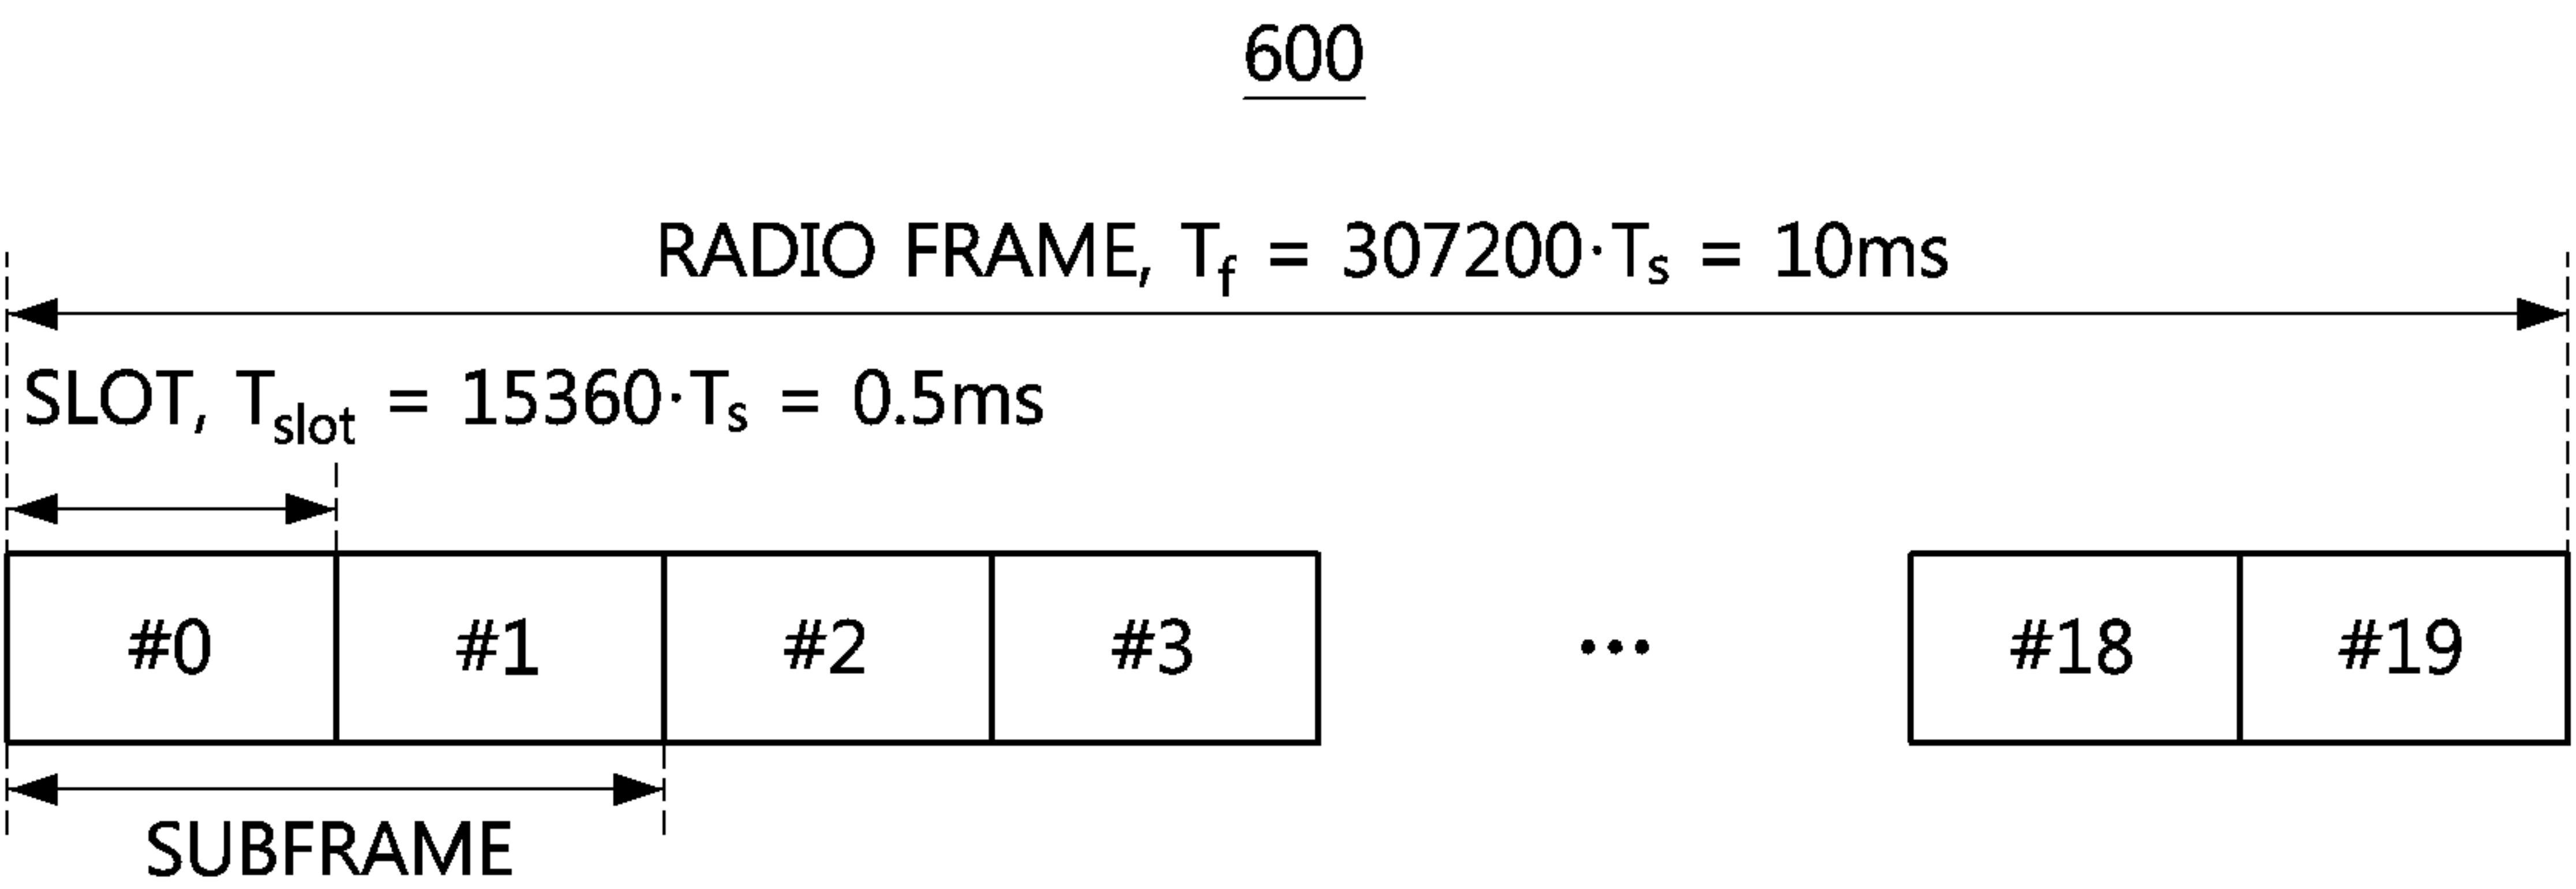 600
RADIO FRAME, Tf = 307200·Ts = 10ms
SLOT, Tslot = 15360·Ts = 0.5ms
#0 #1 #2 #3 ... #18 #19
SUBFRAME